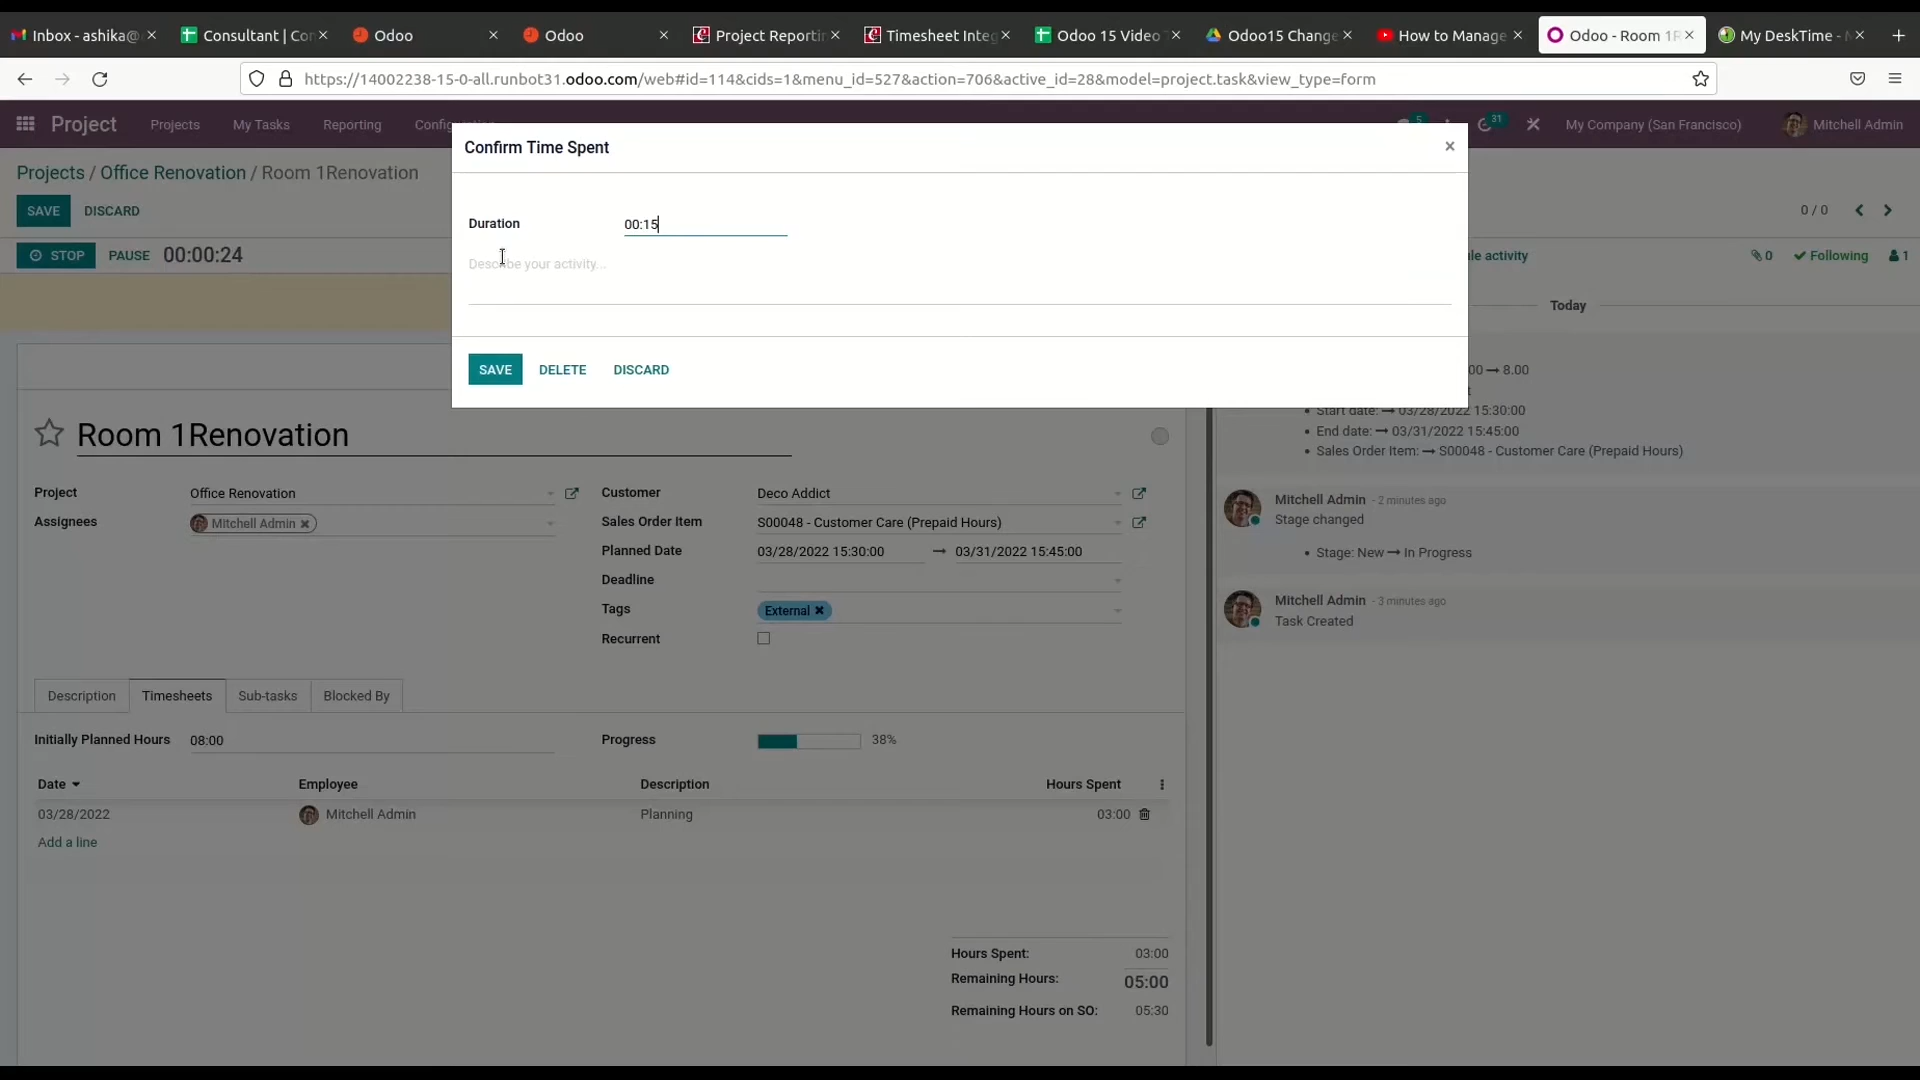 Inbox - ashika@
Consultant | Con
Odoo
Odoo
Project Reportin
Timesheet Integ
Odoo 15 Video
Odoo15 Change
How to Manage
Odoo - Room 1R
My DeskTime -
https://14002238-15-0-all.runbot31.odoo.com/web#id=114&cids=1&menu_id=527&action=706&active_id=28&model=project.task&view_type=form
Project
Projects
My Tasks
Reporting
5
31
My Company (San Francisco)
Mitchell Admin
Confirm Time Spent
Projects / Office Renovation / Room 1Renovation
SAVE
DISCARD
0 / 0
Duration
00:15
STOP
PAUSE
00:00:24
Describe your activity...
activity
0
Following
1
Today
SAVE
DELETE
DISCARD
00 → 8.00
Start date: → 03/28/2022 15:30:00
End date: → 03/31/2022 15:45:00
Sales Order Item: → S00048 - Customer Care (Prepaid Hours)
Room 1Renovation
Project
Office Renovation
Customer
Deco Addict
Assignees
Mitchell Admin
Sales Order Item
S00048 - Customer Care (Prepaid Hours)
Planned Date
03/28/2022 15:30:00 → 03/31/2022 15:45:00
Deadline
Tags
External
Recurrent
Mitchell Admin - 2 minutes ago
Stage changed
Stage: New → In Progress
Mitchell Admin - 3 minutes ago
Task Created
Description
Timesheets
Sub-tasks
Blocked By
Initially Planned Hours
08:00
Progress
38%
Date
Employee
Description
Hours Spent
03/28/2022
Mitchell Admin
Planning
03:00
Add a line
Hours Spent:
03:00
Remaining Hours:
05:00
Remaining Hours on SO:
05:30